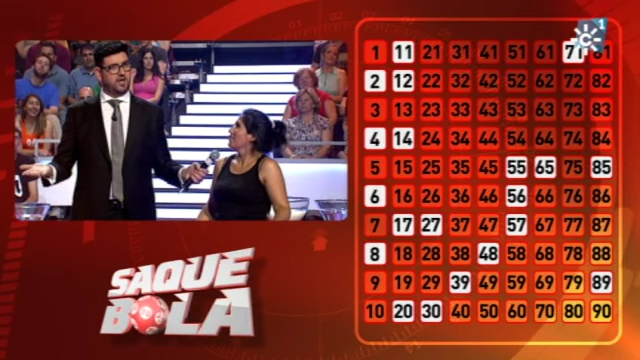 1 11 21 31 41 51 61 71 81
2 12 22 32 42 52 62 72 82
3 13 23 33 43 53 63 73 83
4 14 24 34 44 54 64 74 84
5 15 25 35 45 55 65 75 85
6 16 26 36 46 56 66 76 86
7 17 27 37 47 57 67 77 87
8 18 28 38 48 58 68 78 88
9 19 29 39 49 59 69 79 89
10 20 30 40 50 60 70 80 90
SAQUE
BOLA
1